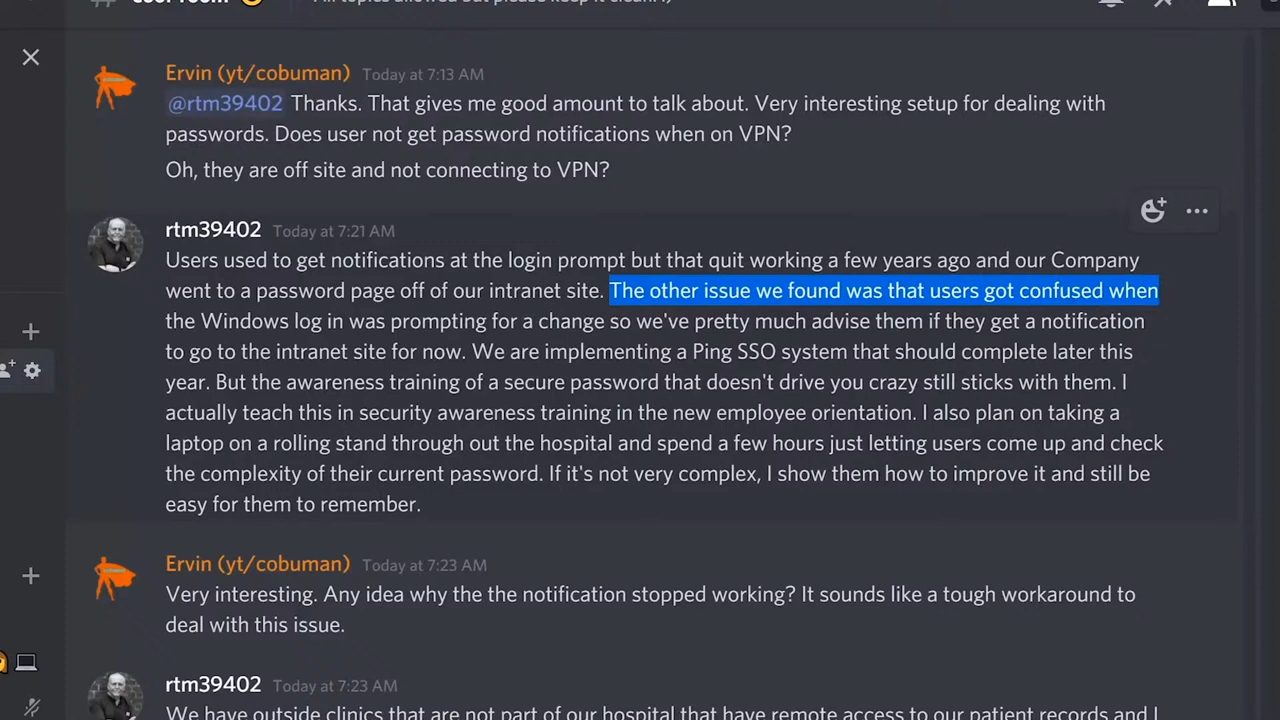 Ervin (yt/cobuman) Today at 7:13 AM
@rtm39402 Thanks. That gives me good amount to talk about. Very interesting setup for dealing with
passwords. Does user not get password notifications when on VPN?
Oh, they are off site and not connecting to VPN?
rtm39402 Today at 7:21 AM
Users used to get notifications at the login prompt but that quit working a few years ago and our Company
went to a password page off of our intranet site. The other issue we found was that users got confused when
the Windows log in was prompting for a change so we've pretty much advise them if they get a notification
to go to the intranet site for now. We are implementing a Ping SSO system that should complete later this
year. But the awareness training of a secure password that doesn't drive you crazy still sticks with them. I
actually teach this in security awareness training in the new employee orientation. I also plan on taking a
laptop on a rolling stand through out the hospital and spend a few hours just letting users come up and check
the complexity of their current password. If it's not very complex, I show them how to improve it and still be
easy for them to remember.
Ervin (yt/cobuman) Today at 7:23 AM
Very interesting. Any idea why the the notification stopped working? It sounds like a tough workaround to
deal with this issue.
rtm39402 Today at 7:23 AM
We have outside clinics that are not part of our hospital that have remote access to our patient records and I